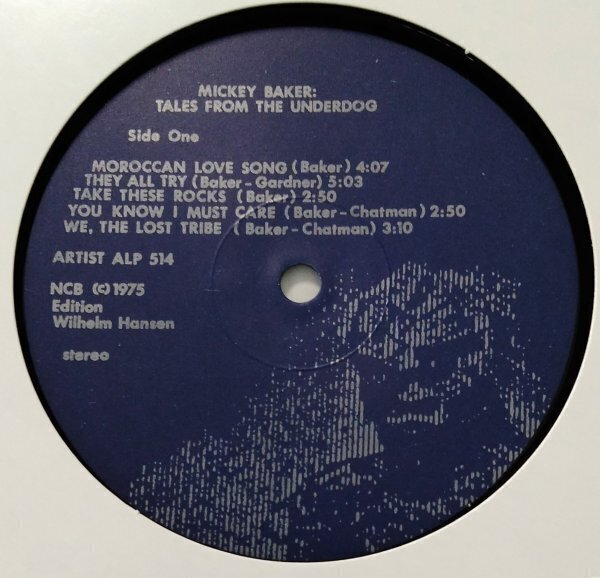 MICKEY BAKER:
TALES FROM THE UNDERDOG
Side One
MOROCCAN LOVE SONG (Baker) 4:07
THEY ALL TRY (Baker-Gardner) 5:03
TAKE THESE ROCKS (Baker) 2:50
YOU KNOW I MUST CARE (Baker-Chatman) 2:50
WE, THE LOST TRIBE (Baker-Chatman) 3:10
ARTIST ALP 514
NCB (c) 1975
Edition
Wilhelm Hansen
stereo